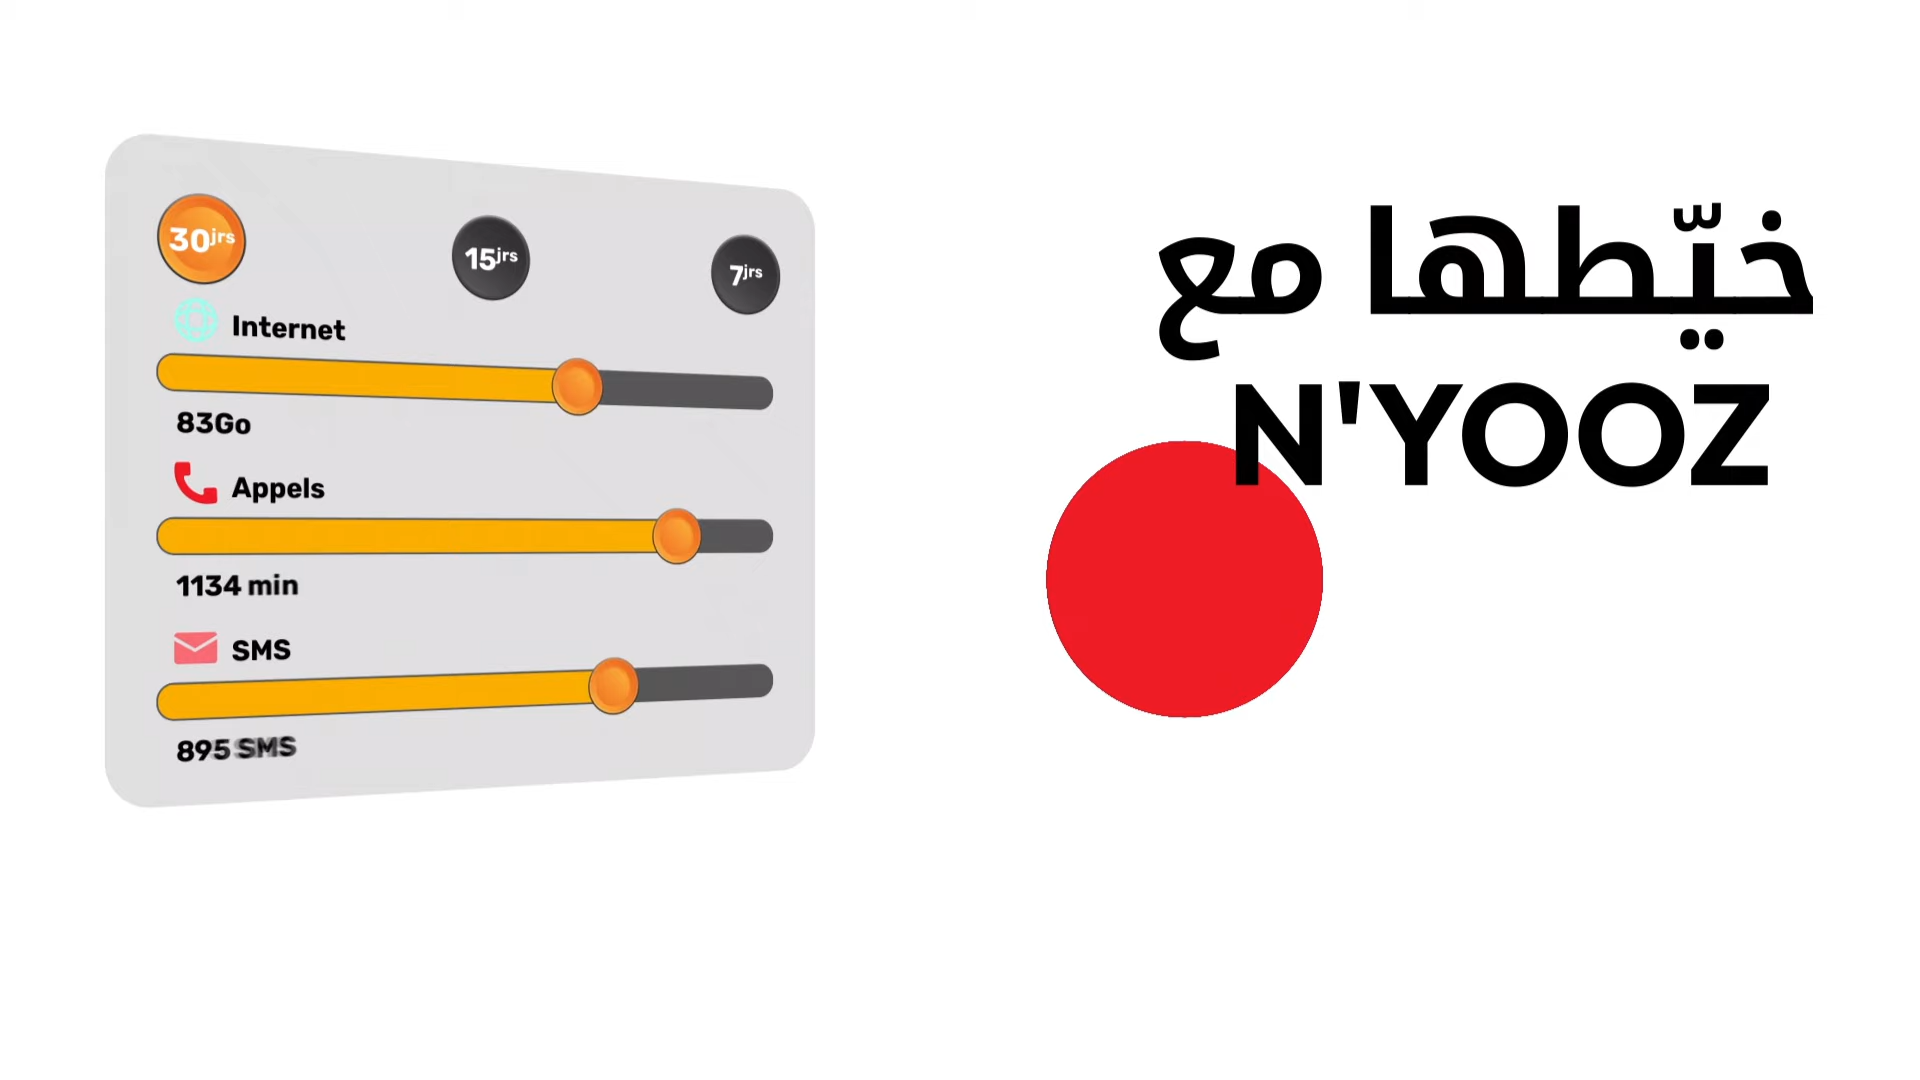 30jrs 15jrs 7jrs
Internet
83Go
Appels
1134 min
SMS
895 SMS
خيّطها مع
N'YOOZ